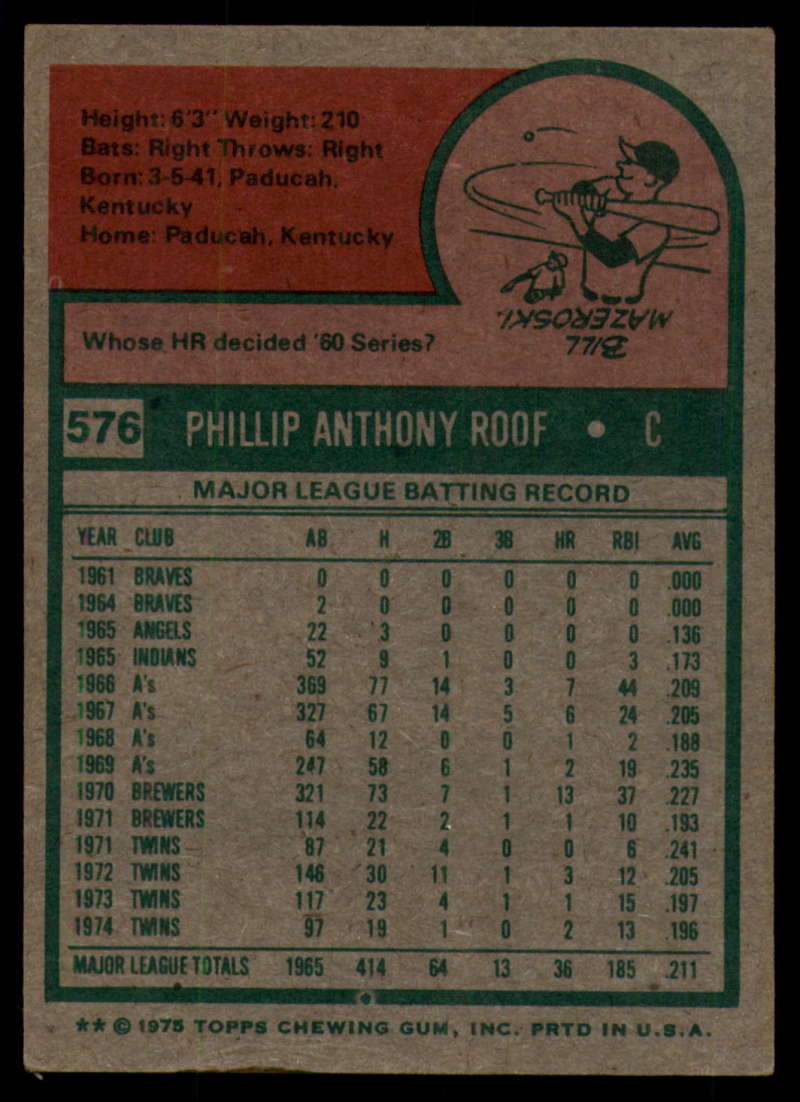 Height: 6'3" Weight: 210
Bats: Right Throws: Right
Born: 3-5-41, Paducah,
Kentucky
Home: Paducah, Kentucky
Whose HR decided '60 Series?
BILL
MAZEROSKI.
576 PHILLIP ANTHONY ROOF • C
MAJOR LEAGUE BATTING RECORD
YEAR CLUB AB H 2B 3B HR RBI AVG
1961 BRAVES 0 0 0 0 0 0 .000
1964 BRAVES 2 0 0 0 0 0 .000
1965 ANGELS 22 3 0 0 0 0 .136
1965 INDIANS 52 9 1 0 0 3 .173
1966 A's 369 77 14 3 7 44 .209
1967 A's 327 67 14 5 6 24 .205
1968 A's 64 12 0 0 1 2 .188
1969 A's 247 58 6 1 2 19 .235
1970 BREWERS 321 73 7 1 13 37 .227
1971 BREWERS 114 22 2 1 1 10 .193
1971 TWINS 87 21 4 0 0 6 .241
1972 TWINS 146 30 11 1 3 12 .205
1973 TWINS 117 23 4 1 1 15 .197
1974 TWINS 97 19 1 0 2 13 .196
MAJOR LEAGUE TOTALS 1965 414 64 13 36 185 .211
** © 1975 TOPPS CHEWING GUM, INC. PRTD IN U.S.A.